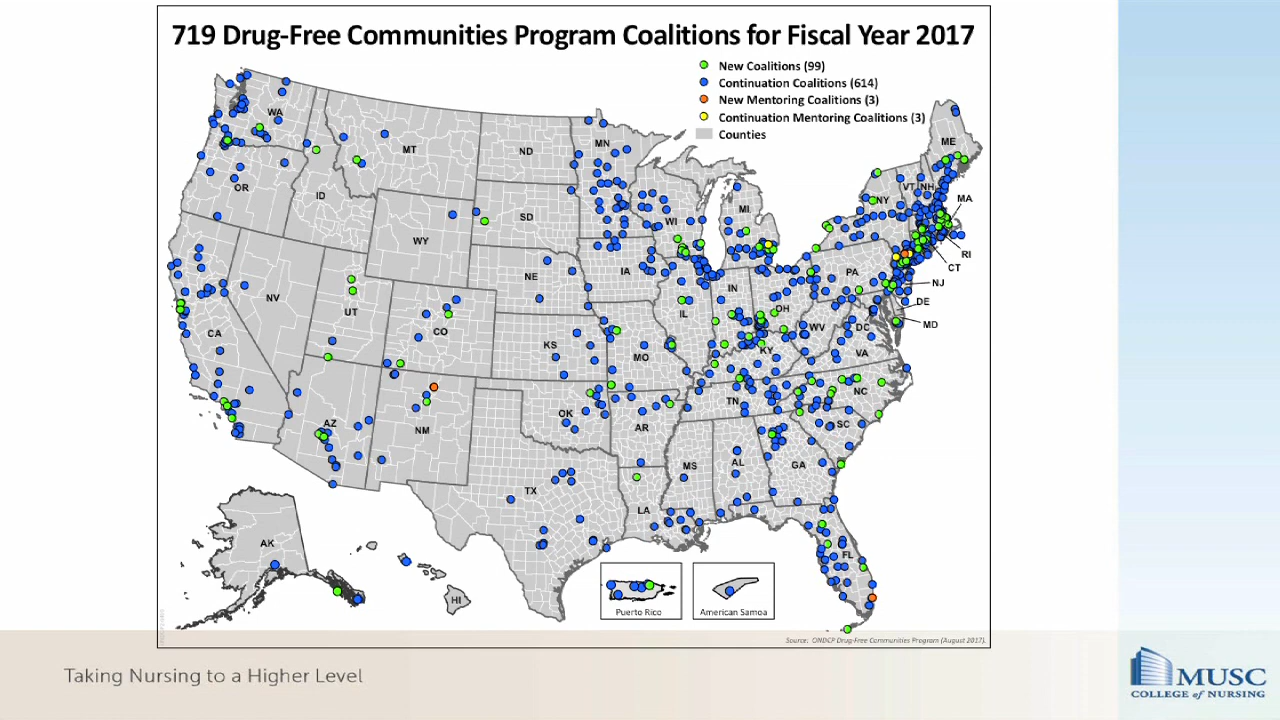 719 Drug-Free Communities Program Coalitions for Fiscal Year 2017
New Coalitions (99)
Continuation Coalitions (614)
New Mentoring Coalitions (3)
Continuation Mentoring Coalitions (3)
Counties
WA
MT
ND
MN
ME
OR
ID
SD
WI
MI
NY
VT
NH
MA
WY
RI
CT
NE
IA
PA
NJ
NV
UT
CO
IL
IN
OH
DE
MD
CA
KS
MO
KY
WV
DC
VA
AZ
NM
OK
AR
TN
NC
SC
TX
LA
MS
AL
GA
AK
HI
FL
Puerto Rico
American Samoa
Source: ONDCP Drug-Free Communities Program (August 2017).
Taking Nursing to a Higher Level
MUSC
COLLEGE of NURSING